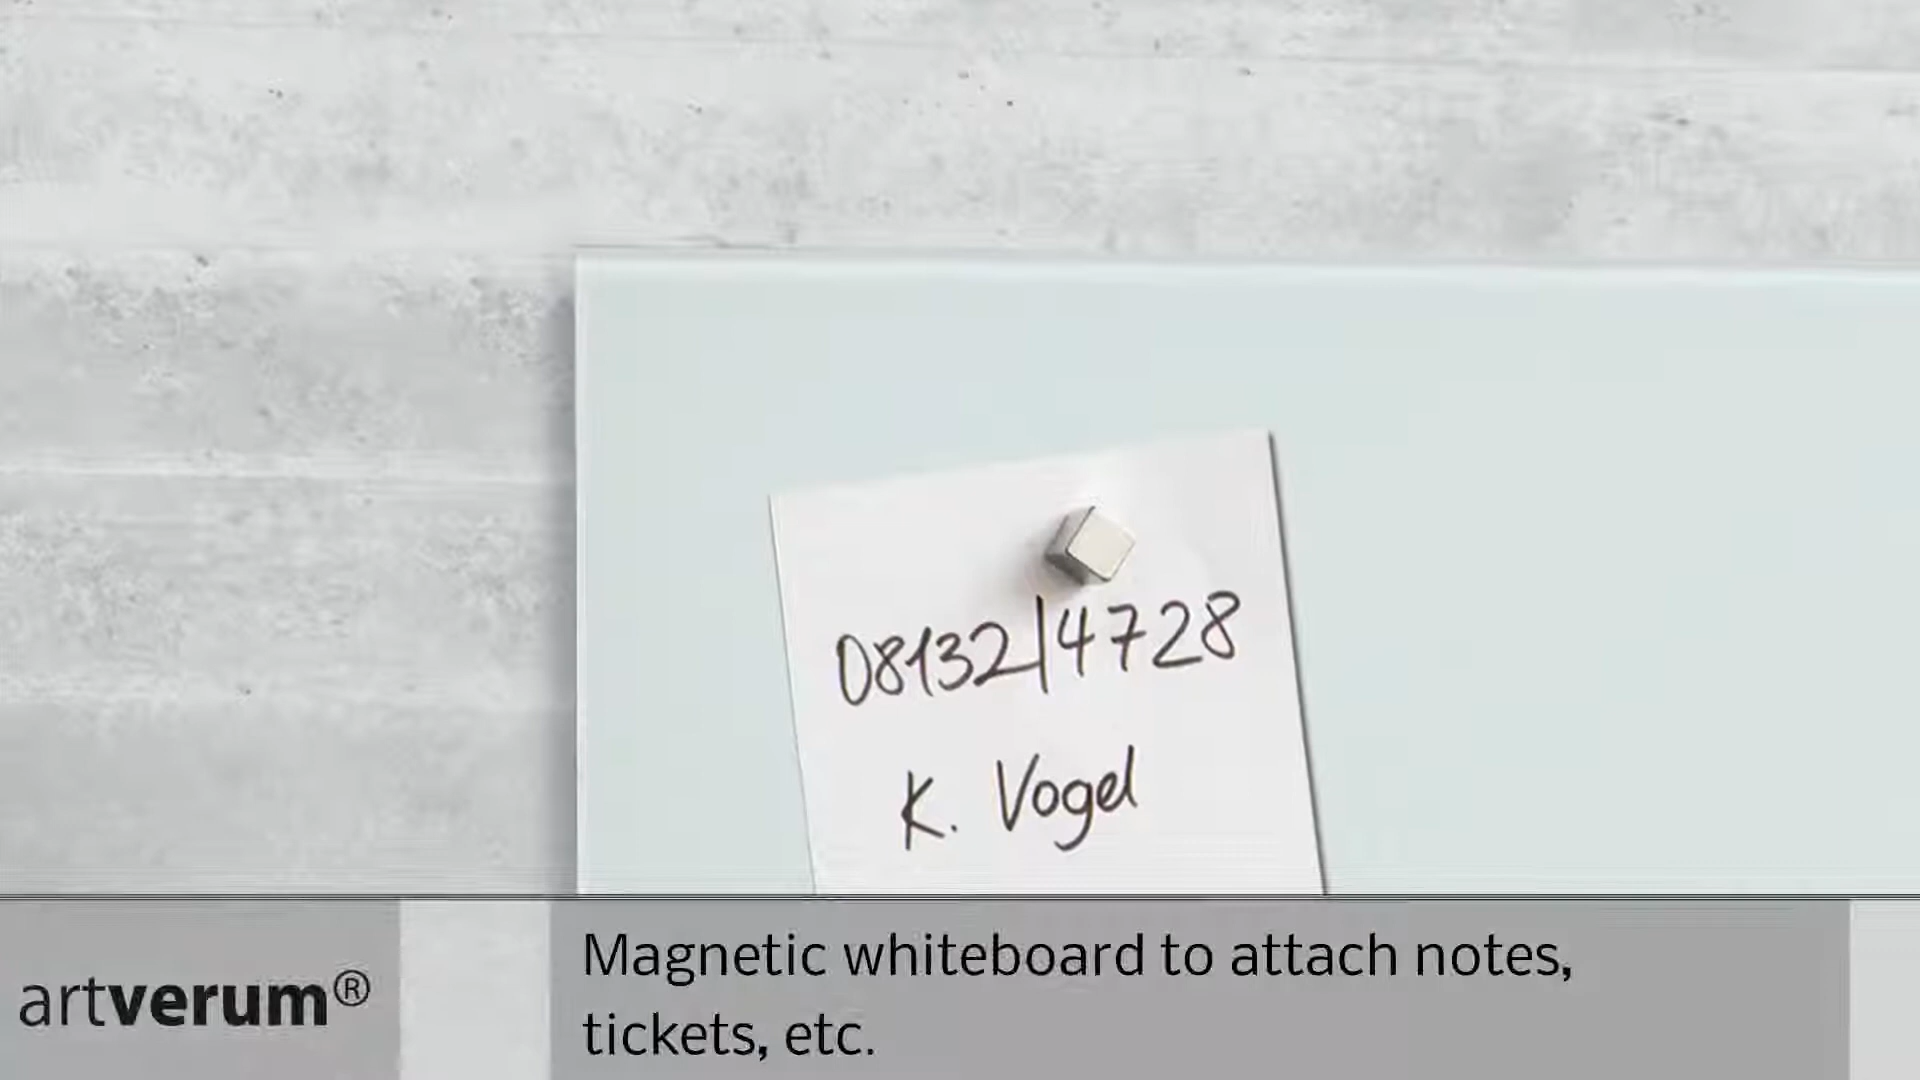 08132/4728
K. Vogel
artverum®
Magnetic whiteboard to attach notes,
tickets, etc.